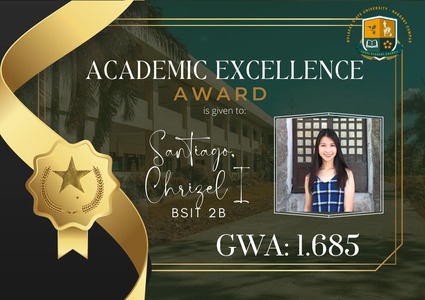 ACADEMIC EXCELLENCE
AWARD
is given to:
Santiago,
Chrizel I
BSIT 2B
GWA: 1.685